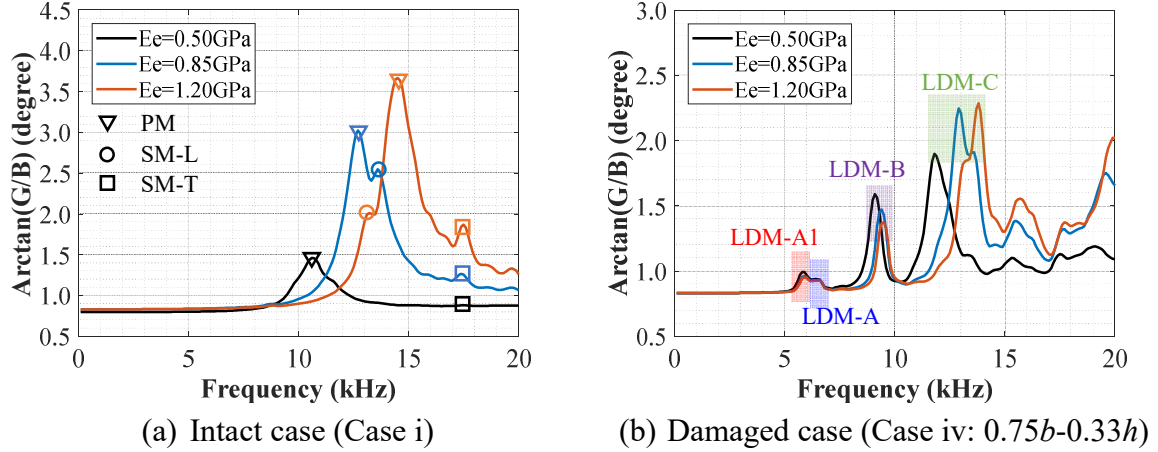 4.5
4.0
3.5
3.0
2.5
2.0
1.5
1.0
0.5
Arctan(G/B) (degree)
Ee=0.50GPa
Ee=0.85GPa
Ee=1.20GPa
PM
SM-L
SM-T
0 5 10 15 20
Frequency (kHz)
(a) Intact case (Case i)
3.0
2.5
2.0
1.5
1.0
0.5
Arctan(G/B) (degree)
Ee=0.50GPa
Ee=0.85GPa
Ee=1.20GPa
LDM-C
LDM-B
LDM-A1
LDM-A
0 5 10 15 20
Frequency (kHz)
(b) Damaged case (Case iv: 0.75b-0.33h)